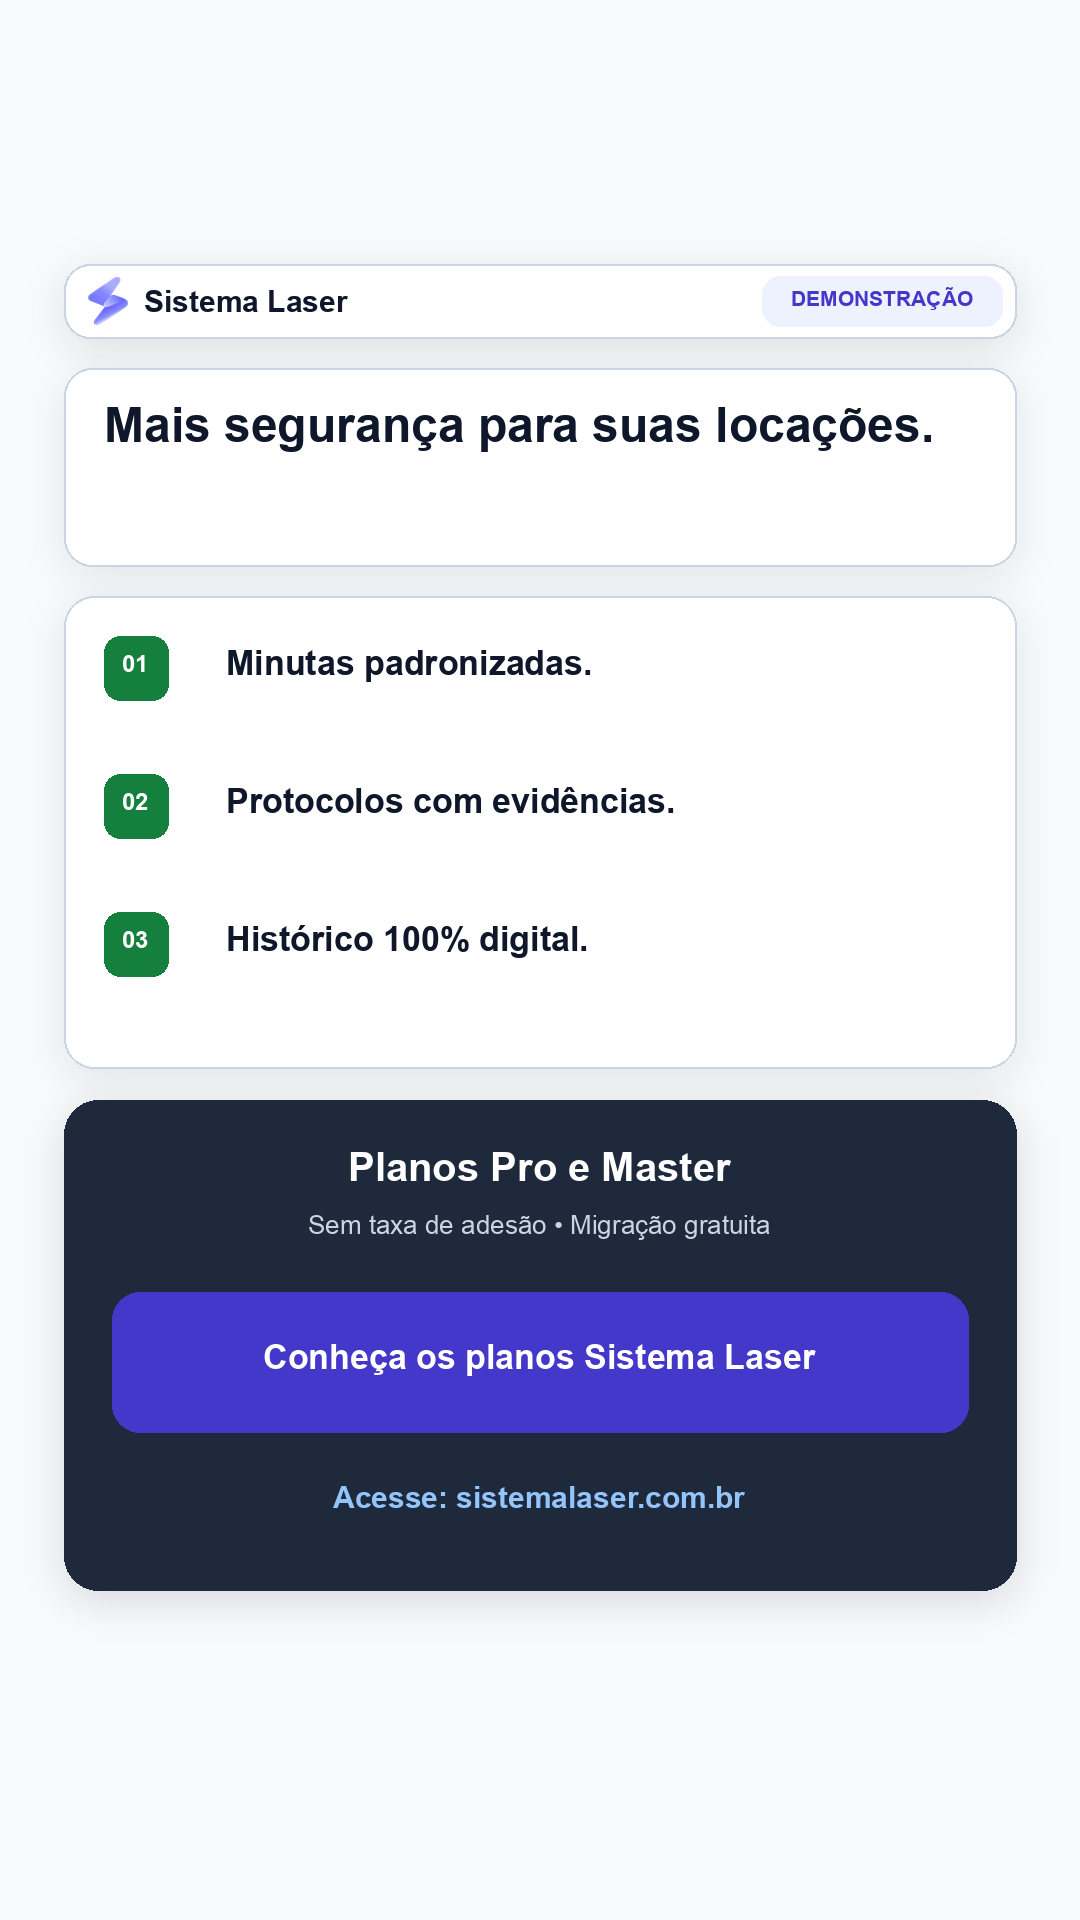 Sistema Laser
DEMONSTRAÇÃO
Mais segurança para suas locações.
01
Minutas padronizadas.
02
Protocolos com evidências.
03
Histórico 100% digital.
Planos Pro e Master
Sem taxa de adesão • Migração gratuita
Conheça os planos Sistema Laser
Acesse: sistemalaser.com.br